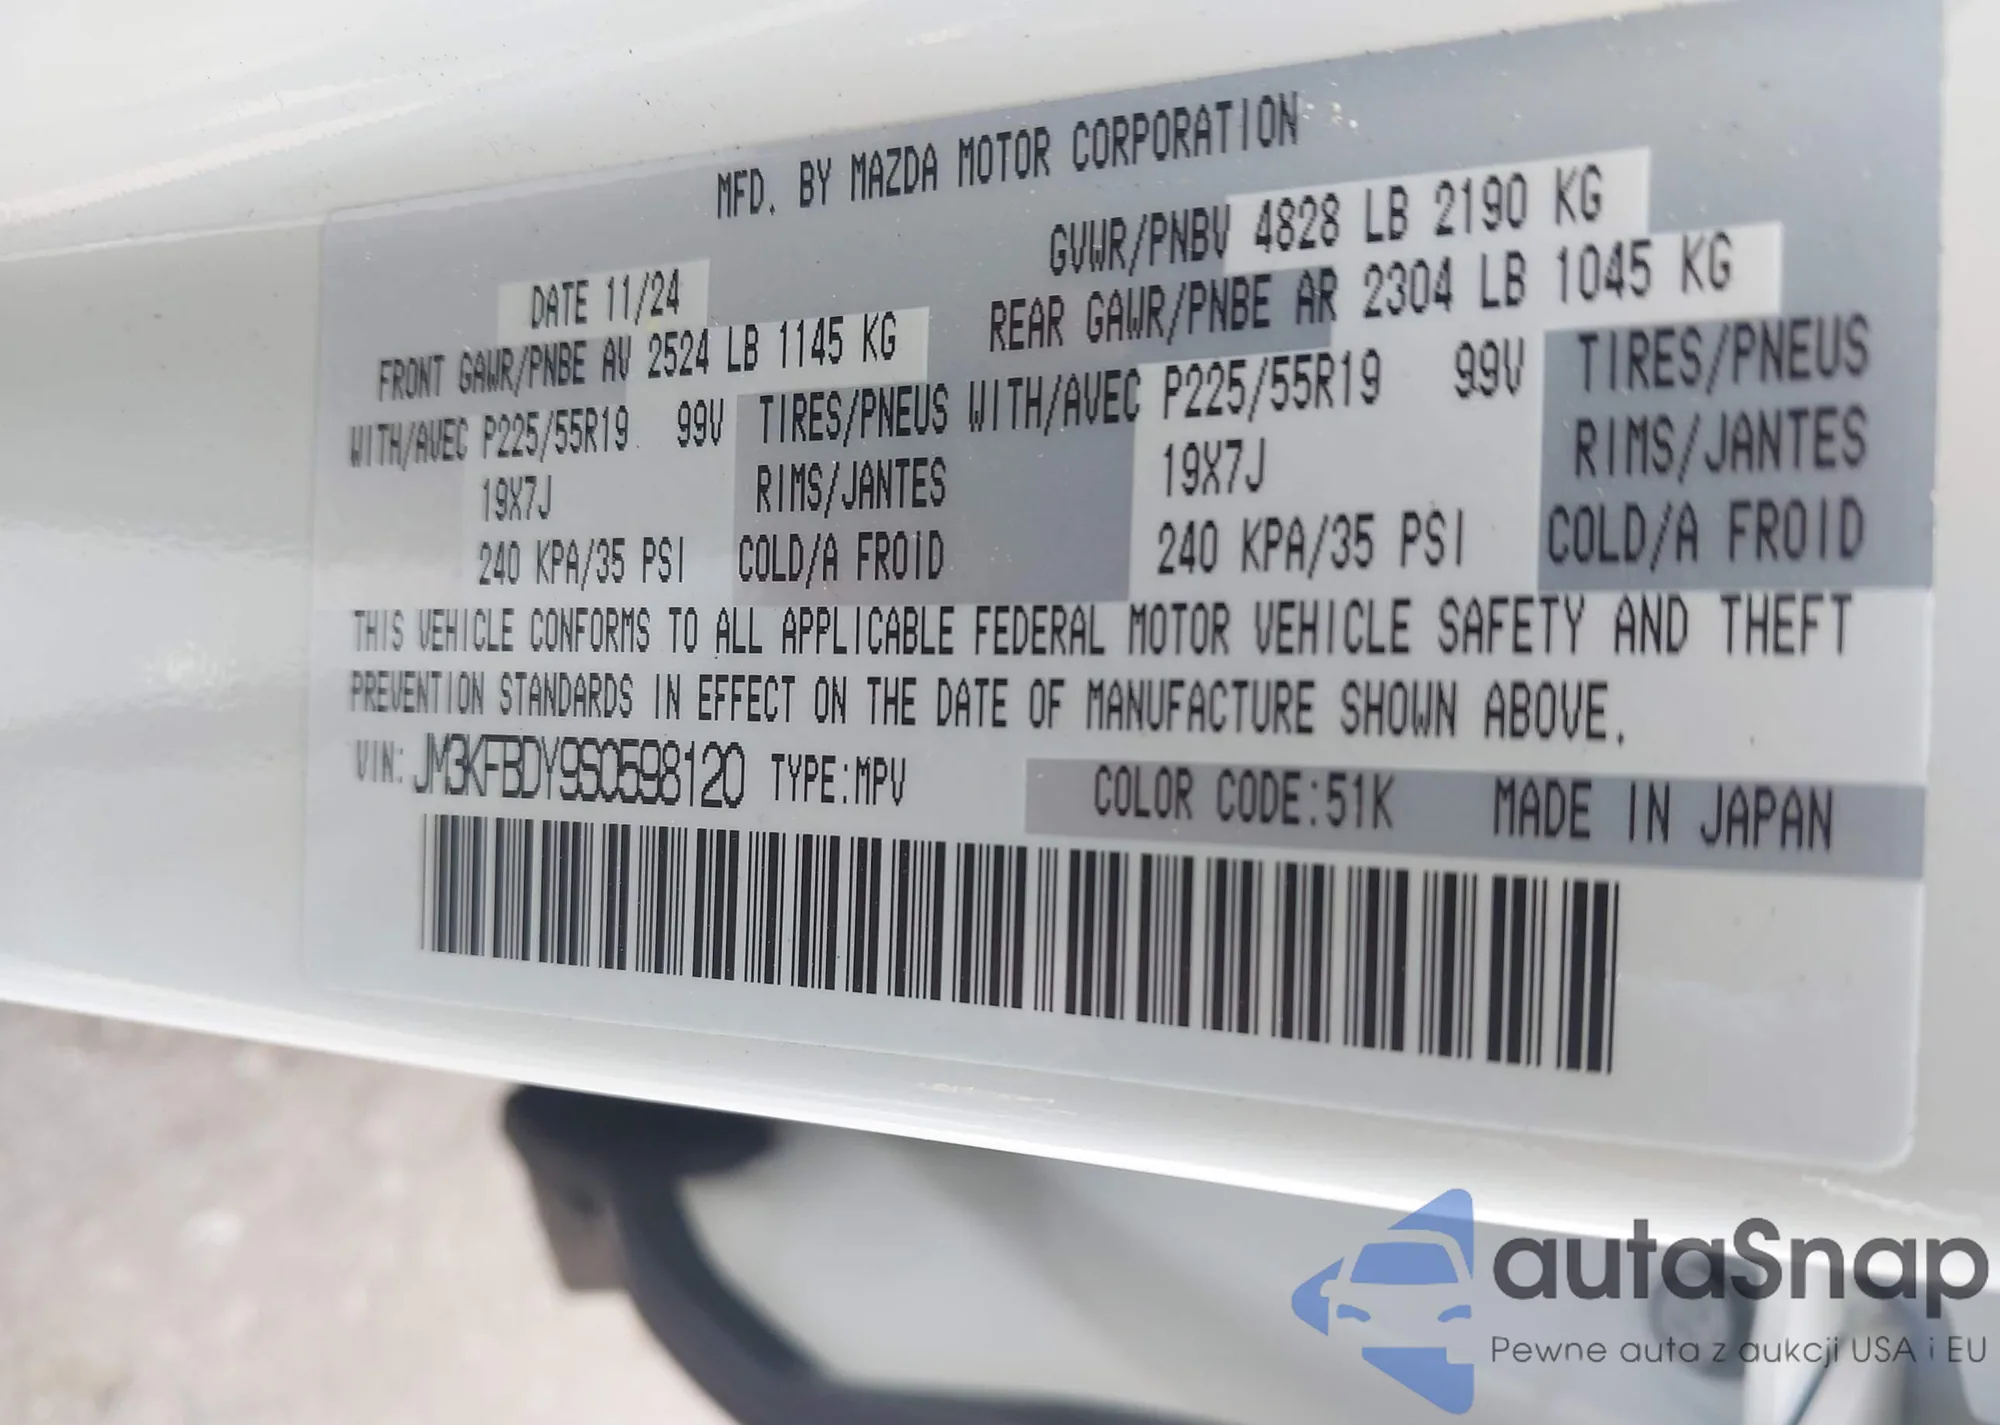 MFD. BY MAZDA MOTOR CORPORATION
DATE 11/24 GVWR/PNBV 4828 LB 2190 KG
FRONT GAWR/PNBE AV 2524 LB 1145 KG REAR GAWR/PNBE AR 2304 LB 1045 KG
WITH/AVEC P225/55R19 99V TIRES/PNEUS WITH/AVEC P225/55R19 99V TIRES/PNEUS
19X7J RIMS/JANTES 19X7J RIMS/JANTES
240 KPA/35 PSI COLD/A FROID 240 KPA/35 PSI COLD/A FROID
THIS VEHICLE CONFORMS TO ALL APPLICABLE FEDERAL MOTOR VEHICLE SAFETY AND THEFT
PREVENTION STANDARDS IN EFFECT ON THE DATE OF MANUFACTURE SHOWN ABOVE.
VIN: JM3KFBDY9S0598120 TYPE:MPV COLOR CODE:51K MADE IN JAPAN
autaSnap
Pewne auta z aukcji USA i EU